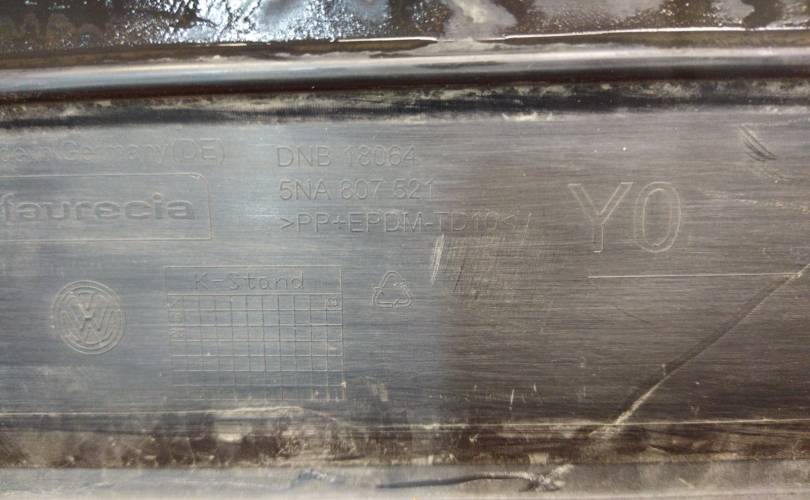 Germany (DE)
DNB 18064
faurecia
5NA 807 521
>PP+EPDM-TD10<
Y0
K-Stand